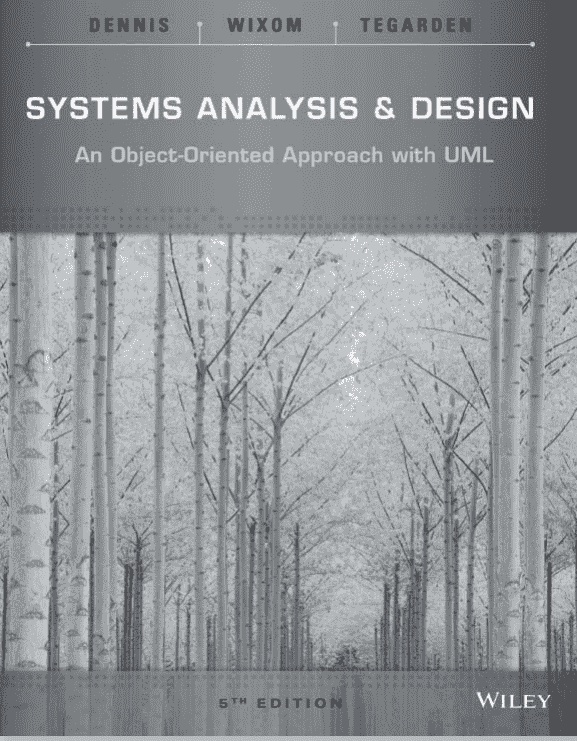 DENNIS WIXOM TEGARDEN
SYSTEMS ANALYSIS & DESIGN
An Object-Oriented Approach with UML
5TH EDITION
WILEY